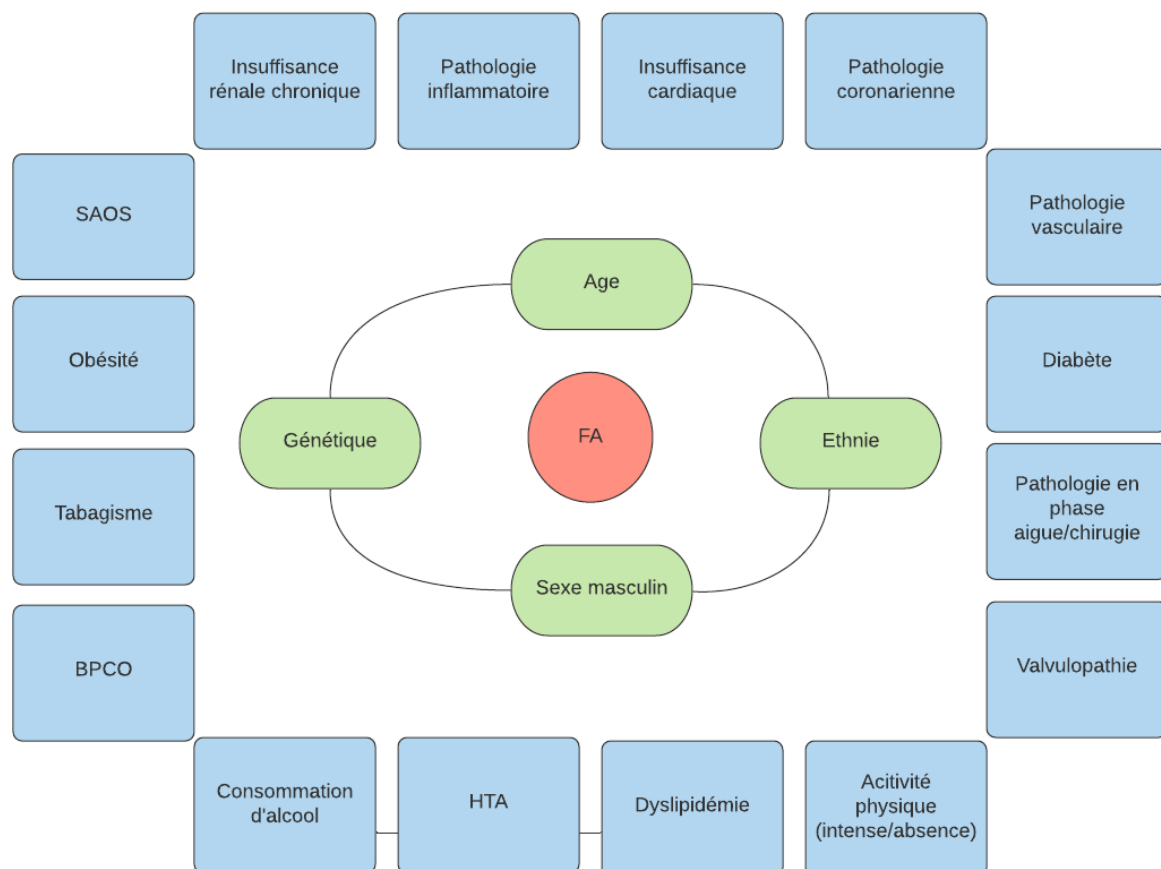 Insuffisance
rénale chronique
Pathologie
inflammatoire
Insuffisance
cardiaque
Pathologie
coronarienne
SAOS
Pathologie
vasculaire
Age
Obésité
Diabète
Génétique
FA
Ethnie
Tabagisme
Pathologie en
phase
aigue/chirugie
Sexe masculin
BPCO
Valvulopathie
Consommation
d'alcool
HTA
Dyslipidémie
Acitivité
physique
(intense/absence)